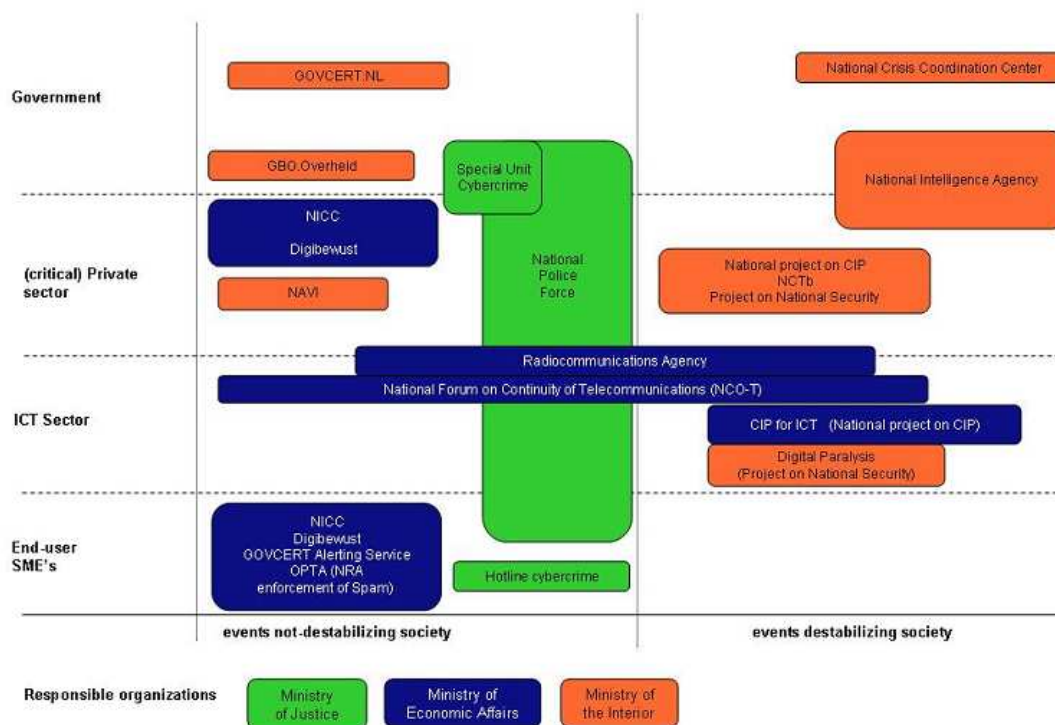 GOVCERT.NL
National Crisis Coordination Center
Government
GBO.Overheid
Special Unit
Cybercrime
National Intelligence Agency
NICC
Digibewust
(critical) Private
sector
NAVI
National
Police
Force
National project on CIP
NCTb
Project on National Security
Radiocommunications Agency
National Forum on Continuity of Telecommunications (NCO-T)
ICT Sector
CIP for ICT (National project on CIP)
Digital Paralysis
(Project on National Security)
End-user
SME's
NICC
Digibewust
GOVCERT Alerting Service
OPTA (NRA
enforcement of Spam)
Hotline cybercrime
events not-destabilizing society
events destabilizing society
Responsible organizations
Ministry
of Justice
Ministry of
Economic Affairs
Ministry of
the Interior